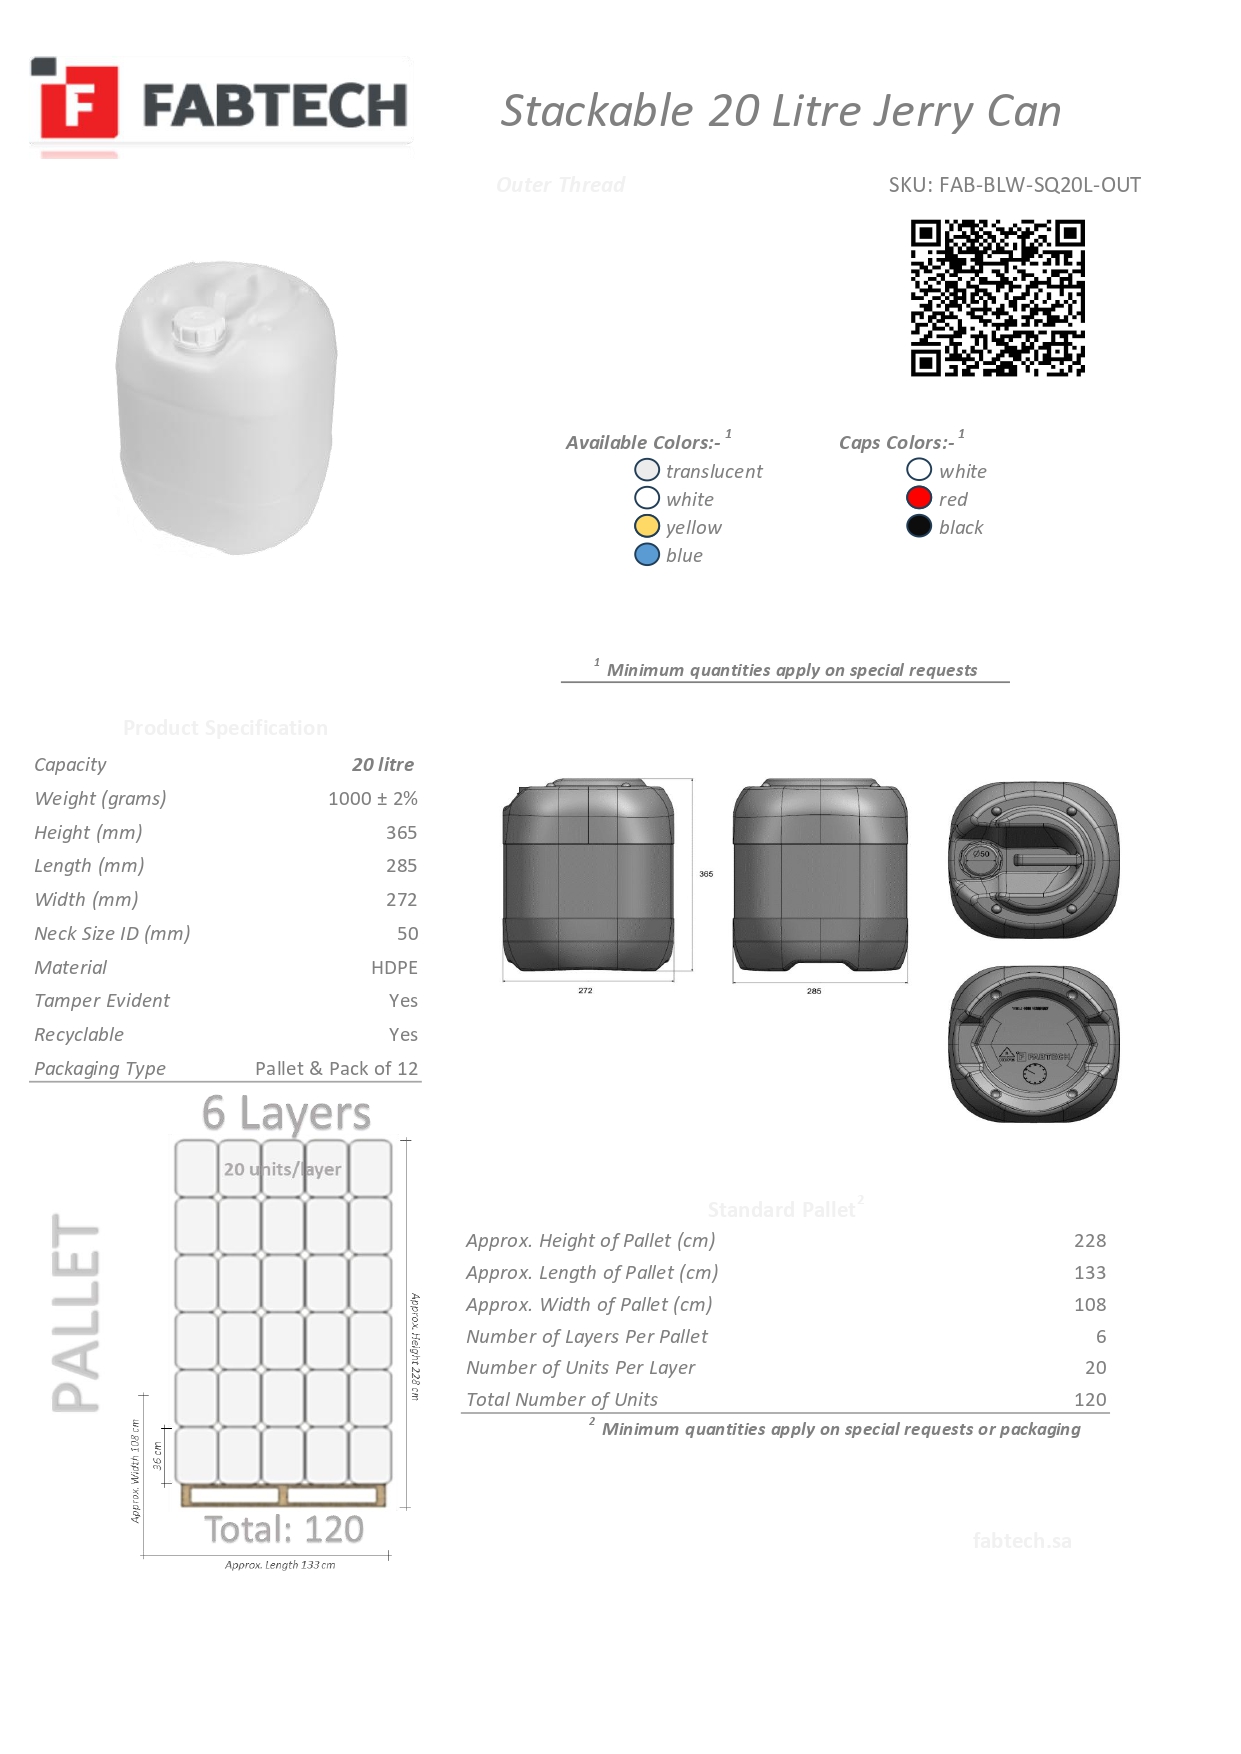 FABTECH
Stackable 20 Litre Jerry Can
Outer Thread
SKU: FAB-BLW-SQ20L-OUT
Available Colors:- 1
translucent
white
yellow
blue
Caps Colors:- 1
white
red
black
1 Minimum quantities apply on special requests
Product Specification
Capacity 20 litre
Weight (grams) 1000 ± 2%
Height (mm) 365
Length (mm) 285
Width (mm) 272
Neck Size ID (mm) 50
Material HDPE
Tamper Evident Yes
Recyclable Yes
Packaging Type Pallet & Pack of 12
365
272
285
Ø50
FABTECH
6 Layers
20 units/layer
PALLET
Approx. Height 228 cm
Approx. Width 108 cm
36 cm
Total: 120
Approx. Length 133 cm
Standard Pallet 2
Approx. Height of Pallet (cm) 228
Approx. Length of Pallet (cm) 133
Approx. Width of Pallet (cm) 108
Number of Layers Per Pallet 6
Number of Units Per Layer 20
Total Number of Units 120
2 Minimum quantities apply on special requests or packaging
fabtech.sa